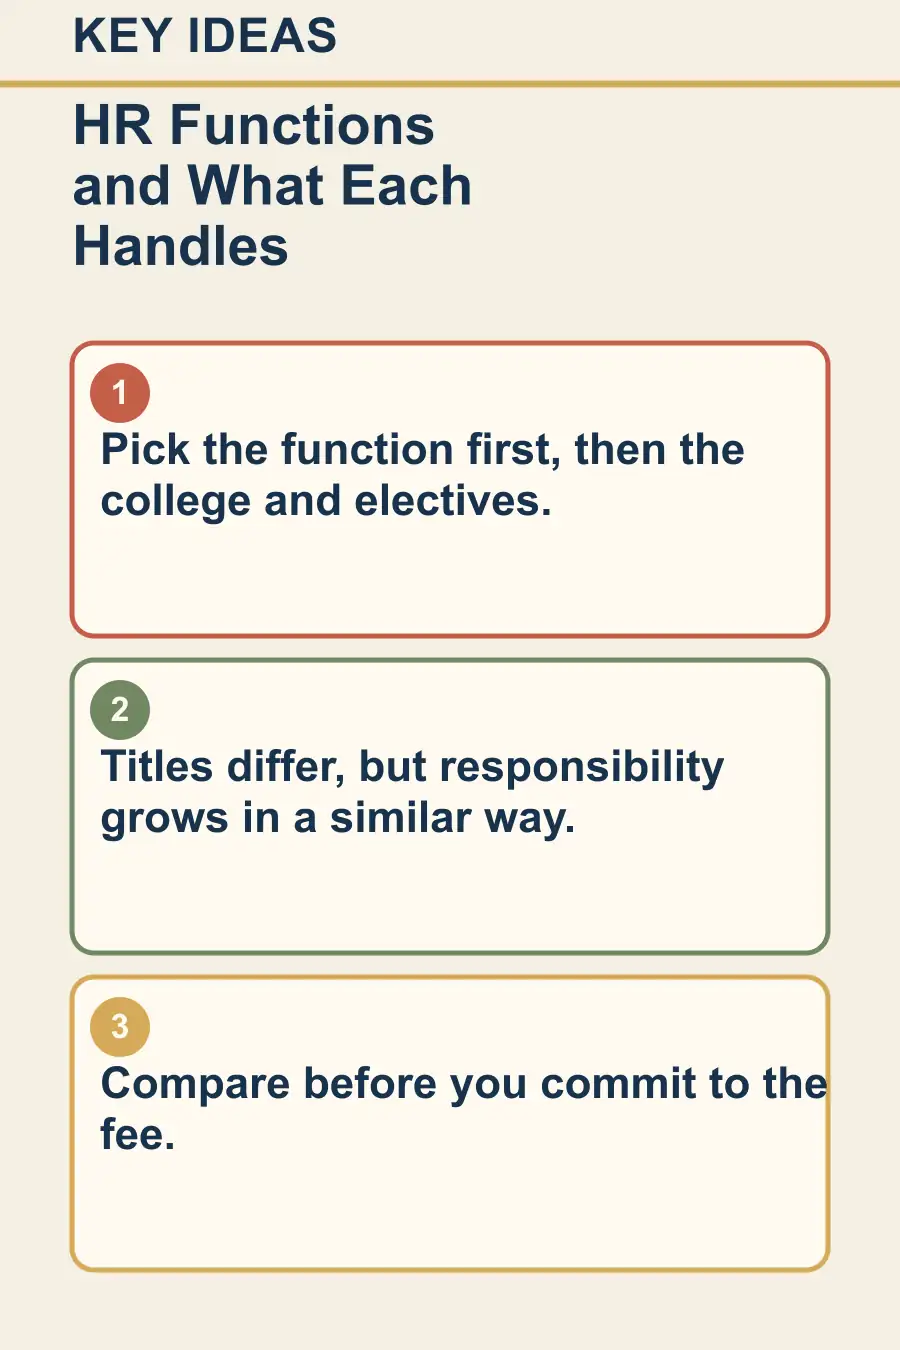 KEY IDEAS
HR Functions
and What Each
Handles
1
Pick the function first, then the
college and electives.
2
Titles differ, but responsibility
grows in a similar way.
3
Compare before you commit to the
fee.